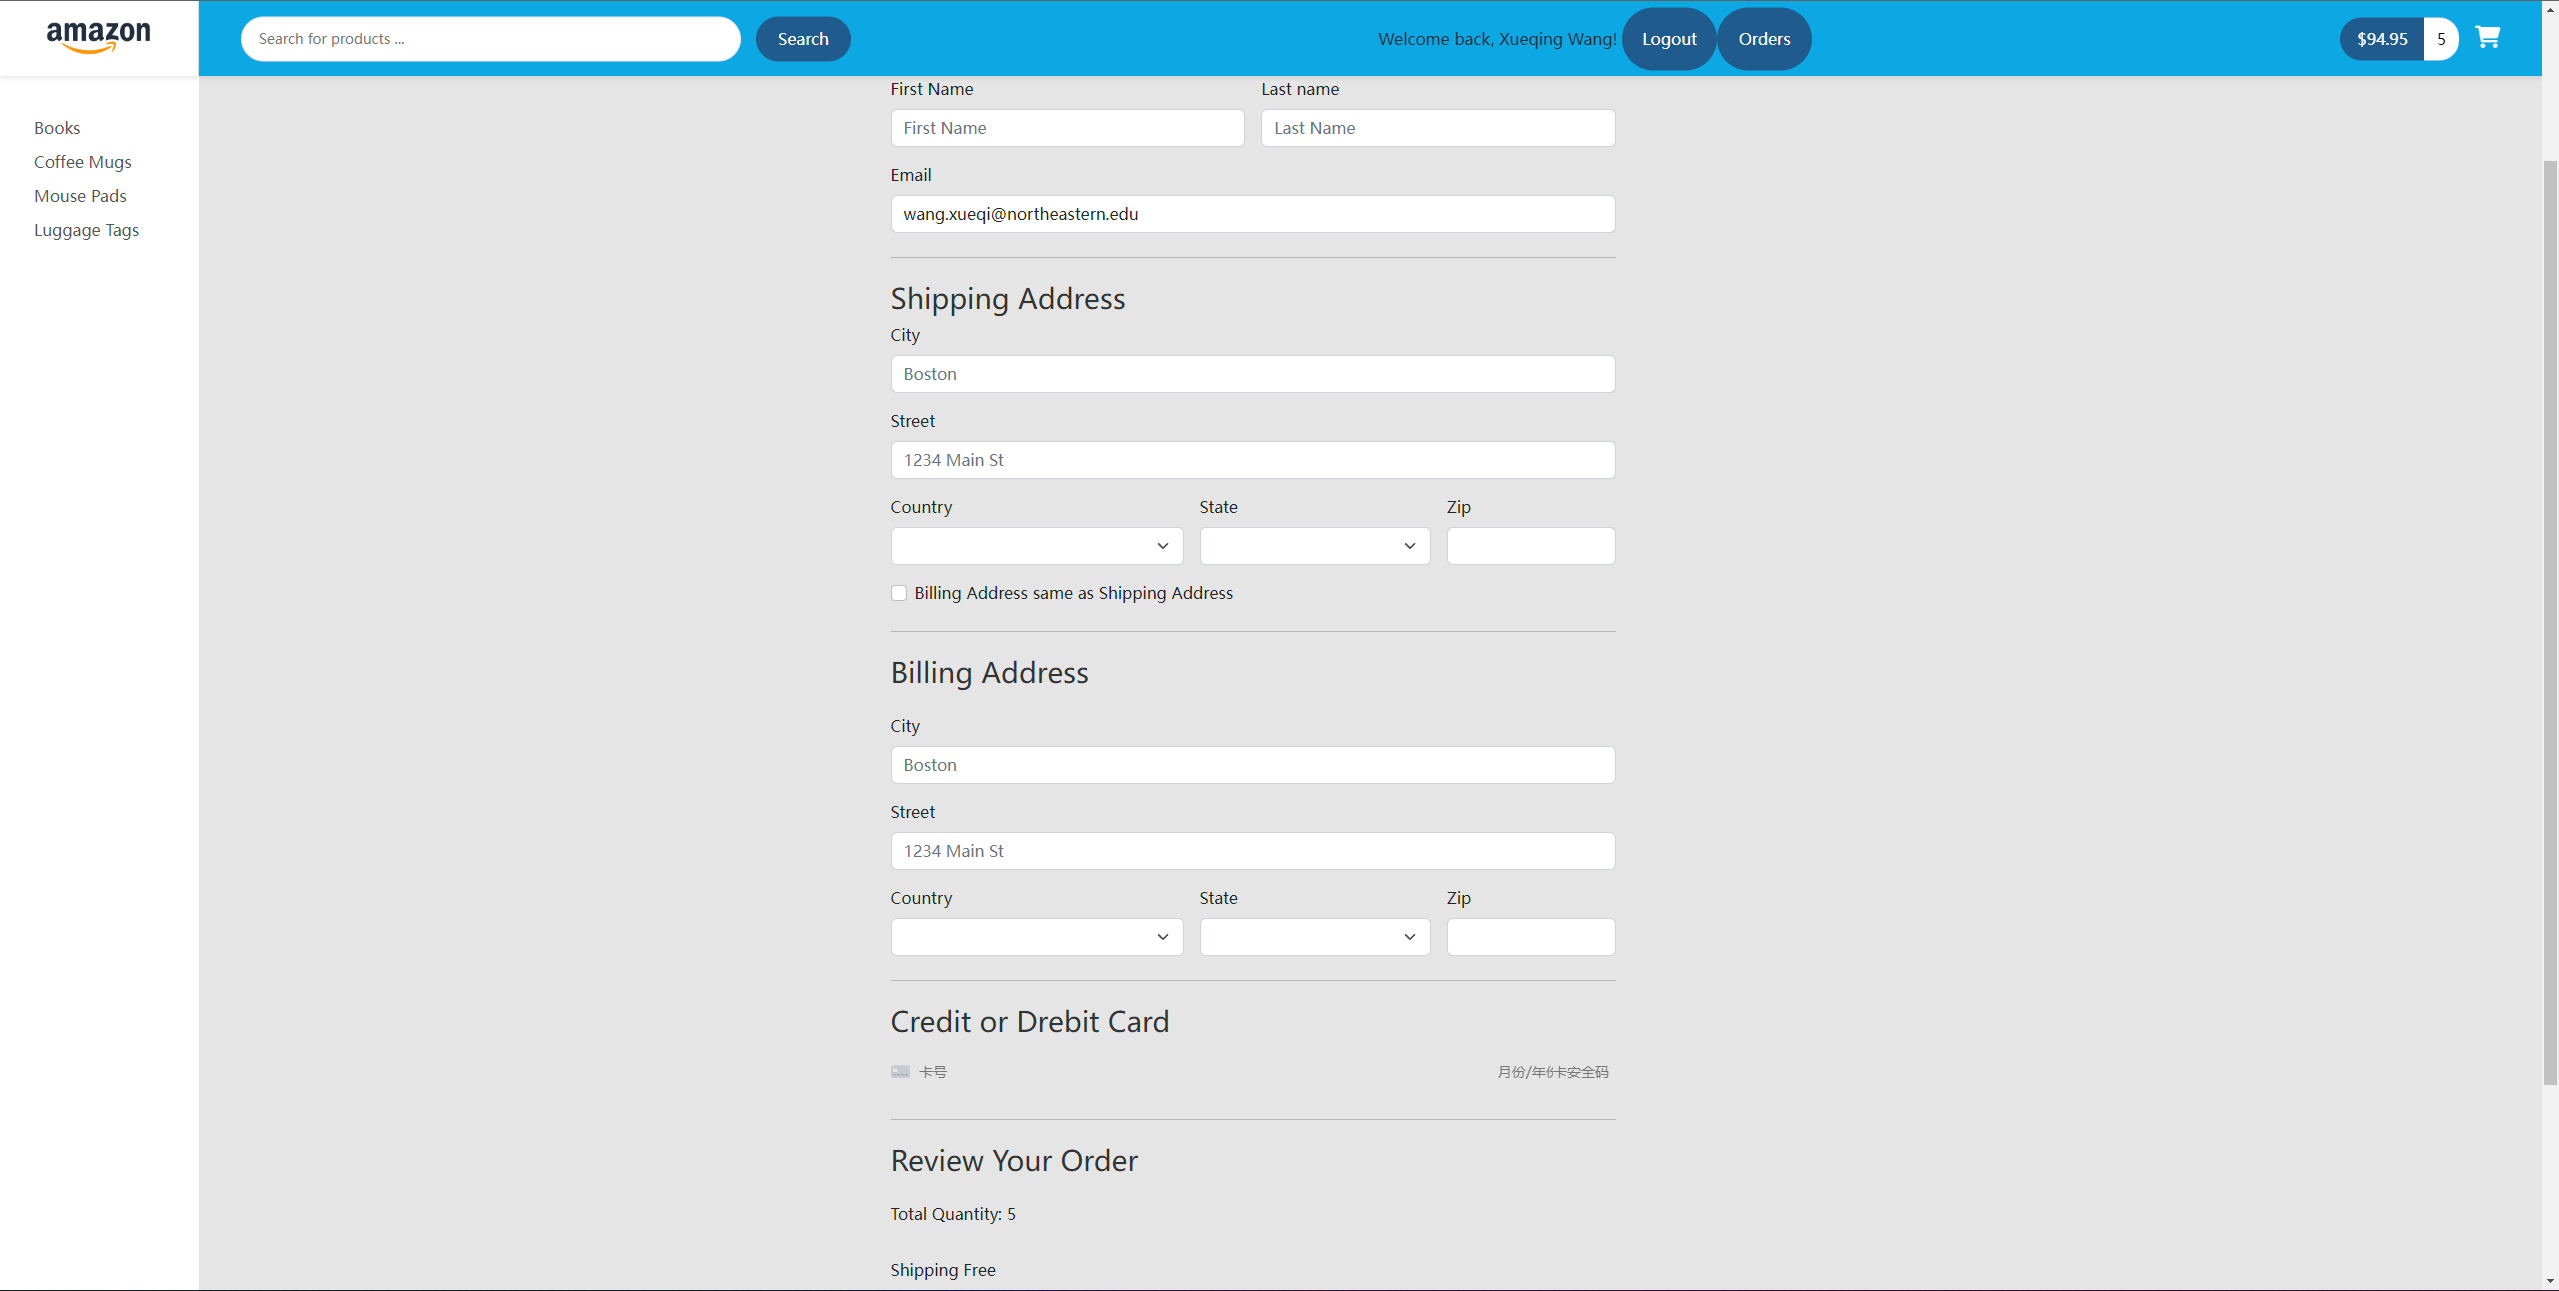 amazon
Search for products ...
Search
Welcome back, Xueqing Wang!
Logout
Orders
$94.95
5
Books
Coffee Mugs
Mouse Pads
Luggage Tags
First Name
Last name
First Name
Last Name
Email
wang.xueqi@northeastern.edu
Shipping Address
City
Boston
Street
1234 Main St
Country
State
Zip
Billing Address same as Shipping Address
Billing Address
City
Boston
Street
1234 Main St
Country
State
Zip
Credit or Drebit Card
卡号
月份/年份
卡安全码
Review Your Order
Total Quantity: 5
Shipping Free